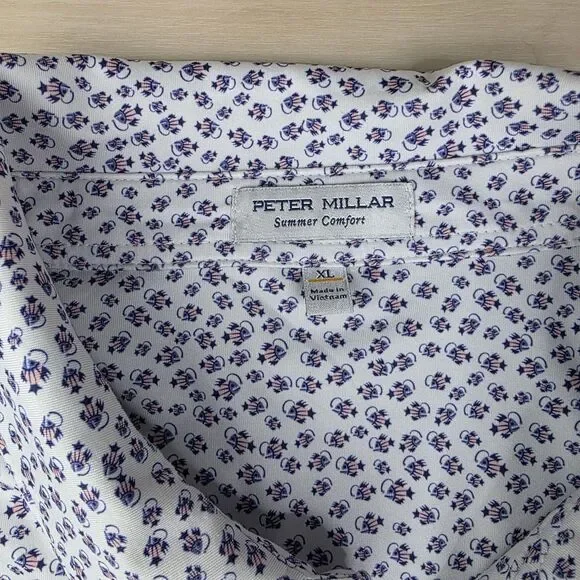 PETER MILLAR
Summer Comfort
XL
Made in
Vietnam